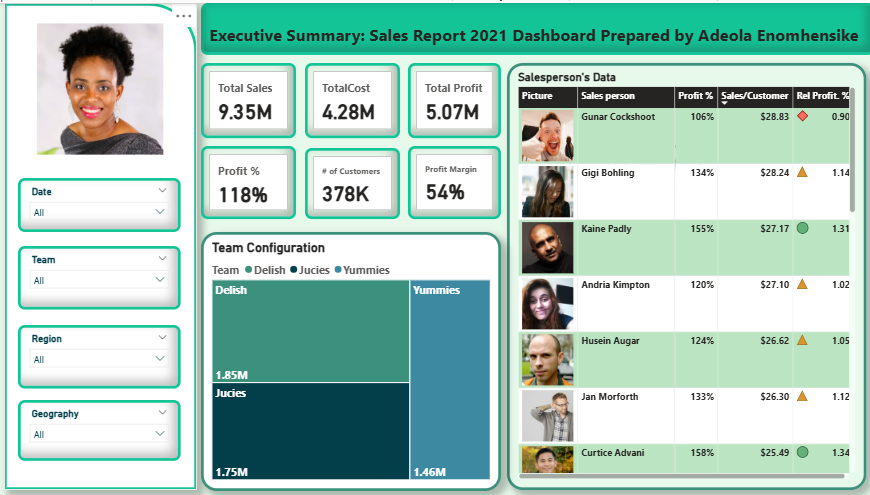 Executive Summary: Sales Report 2021 Dashboard Prepared by Adeola Enomhensike
Date
All
Team
All
Region
All
Geography
All
Total Sales
9.35M
TotalCost
4.28M
Total Profit
5.07M
Profit %
118%
# of Customers
378K
Profit Margin
54%
Team Configuration
Team Delish Jucies Yummies
Delish
1.85M
Jucies
1.75M
Yummies
1.46M
Salesperson's Data
Picture Sales person Profit % Sales/Customer Rel Profit. %
Gunar Cockshoot 106% $28.83 0.90
Gigi Bohling 134% $28.24 1.14
Kaine Padly 155% $27.17 1.31
Andria Kimpton 120% $27.10 1.02
Husein Augar 124% $26.62 1.05
Jan Morforth 133% $26.30 1.12
Curtice Advani 158% $25.49 1.34